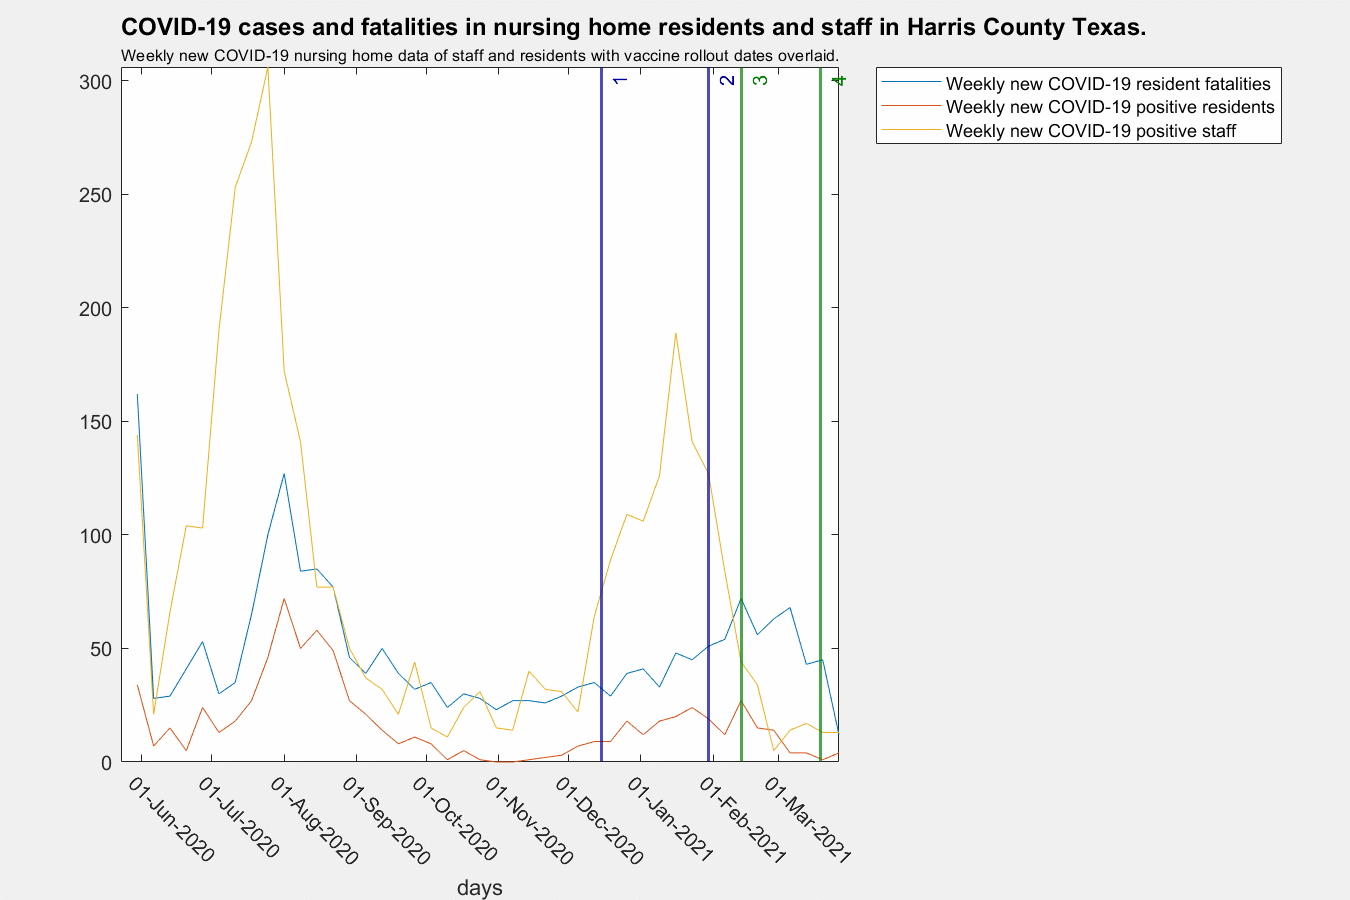 COVID-19 cases and fatalities in nursing home residents and staff in Harris County Texas.
Weekly new COVID-19 nursing home data of staff and residents with vaccine rollout dates overlaid.
300
250
200
150
100
50
0
1
2
3
4
Weekly new COVID-19 resident fatalities
Weekly new COVID-19 positive residents
Weekly new COVID-19 positive staff
01-Jun-2020
01-Jul-2020
01-Aug-2020
01-Sep-2020
01-Oct-2020
01-Nov-2020
01-Dec-2020
01-Jan-2021
01-Feb-2021
01-Mar-2021
days